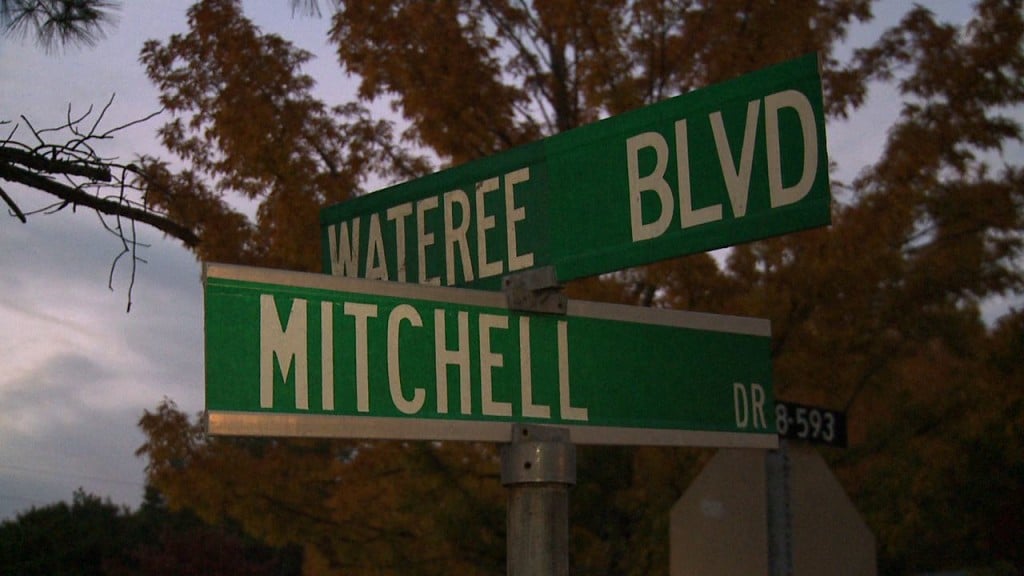 WATEREE BLVD
MITCHELL DR
8-593